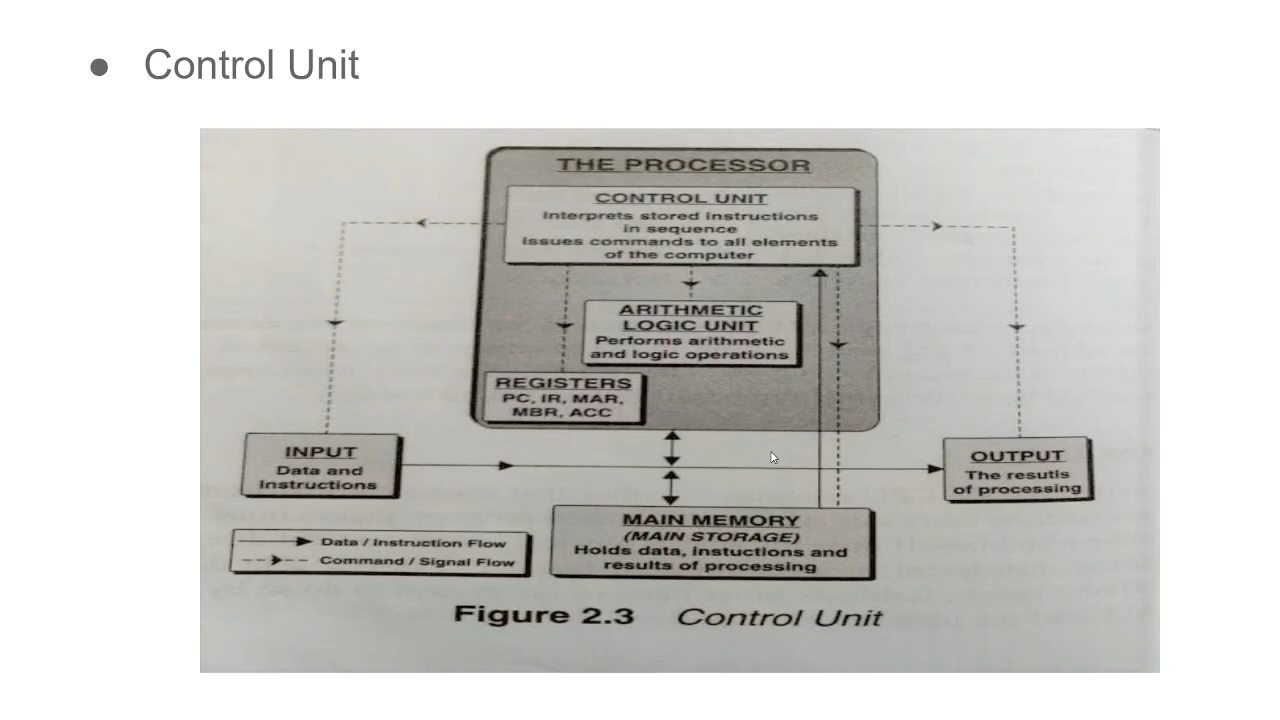 ● Control Unit
THE PROCESSOR
CONTROL UNIT
Interprets stored instructions
in sequence
Issues commands to all elements
of the computer
ARITHMETIC
LOGIC UNIT
Performs arithmetic
and logic operations
REGISTERS
PC, IR, MAR,
MBR, ACC
INPUT
Data and
Instructions
OUTPUT
The resutls
of processing
MAIN MEMORY
(MAIN STORAGE)
Holds data, instuctions and
results of processing
Data / Instruction Flow
Command / Signal Flow
Figure 2.3 Control Unit